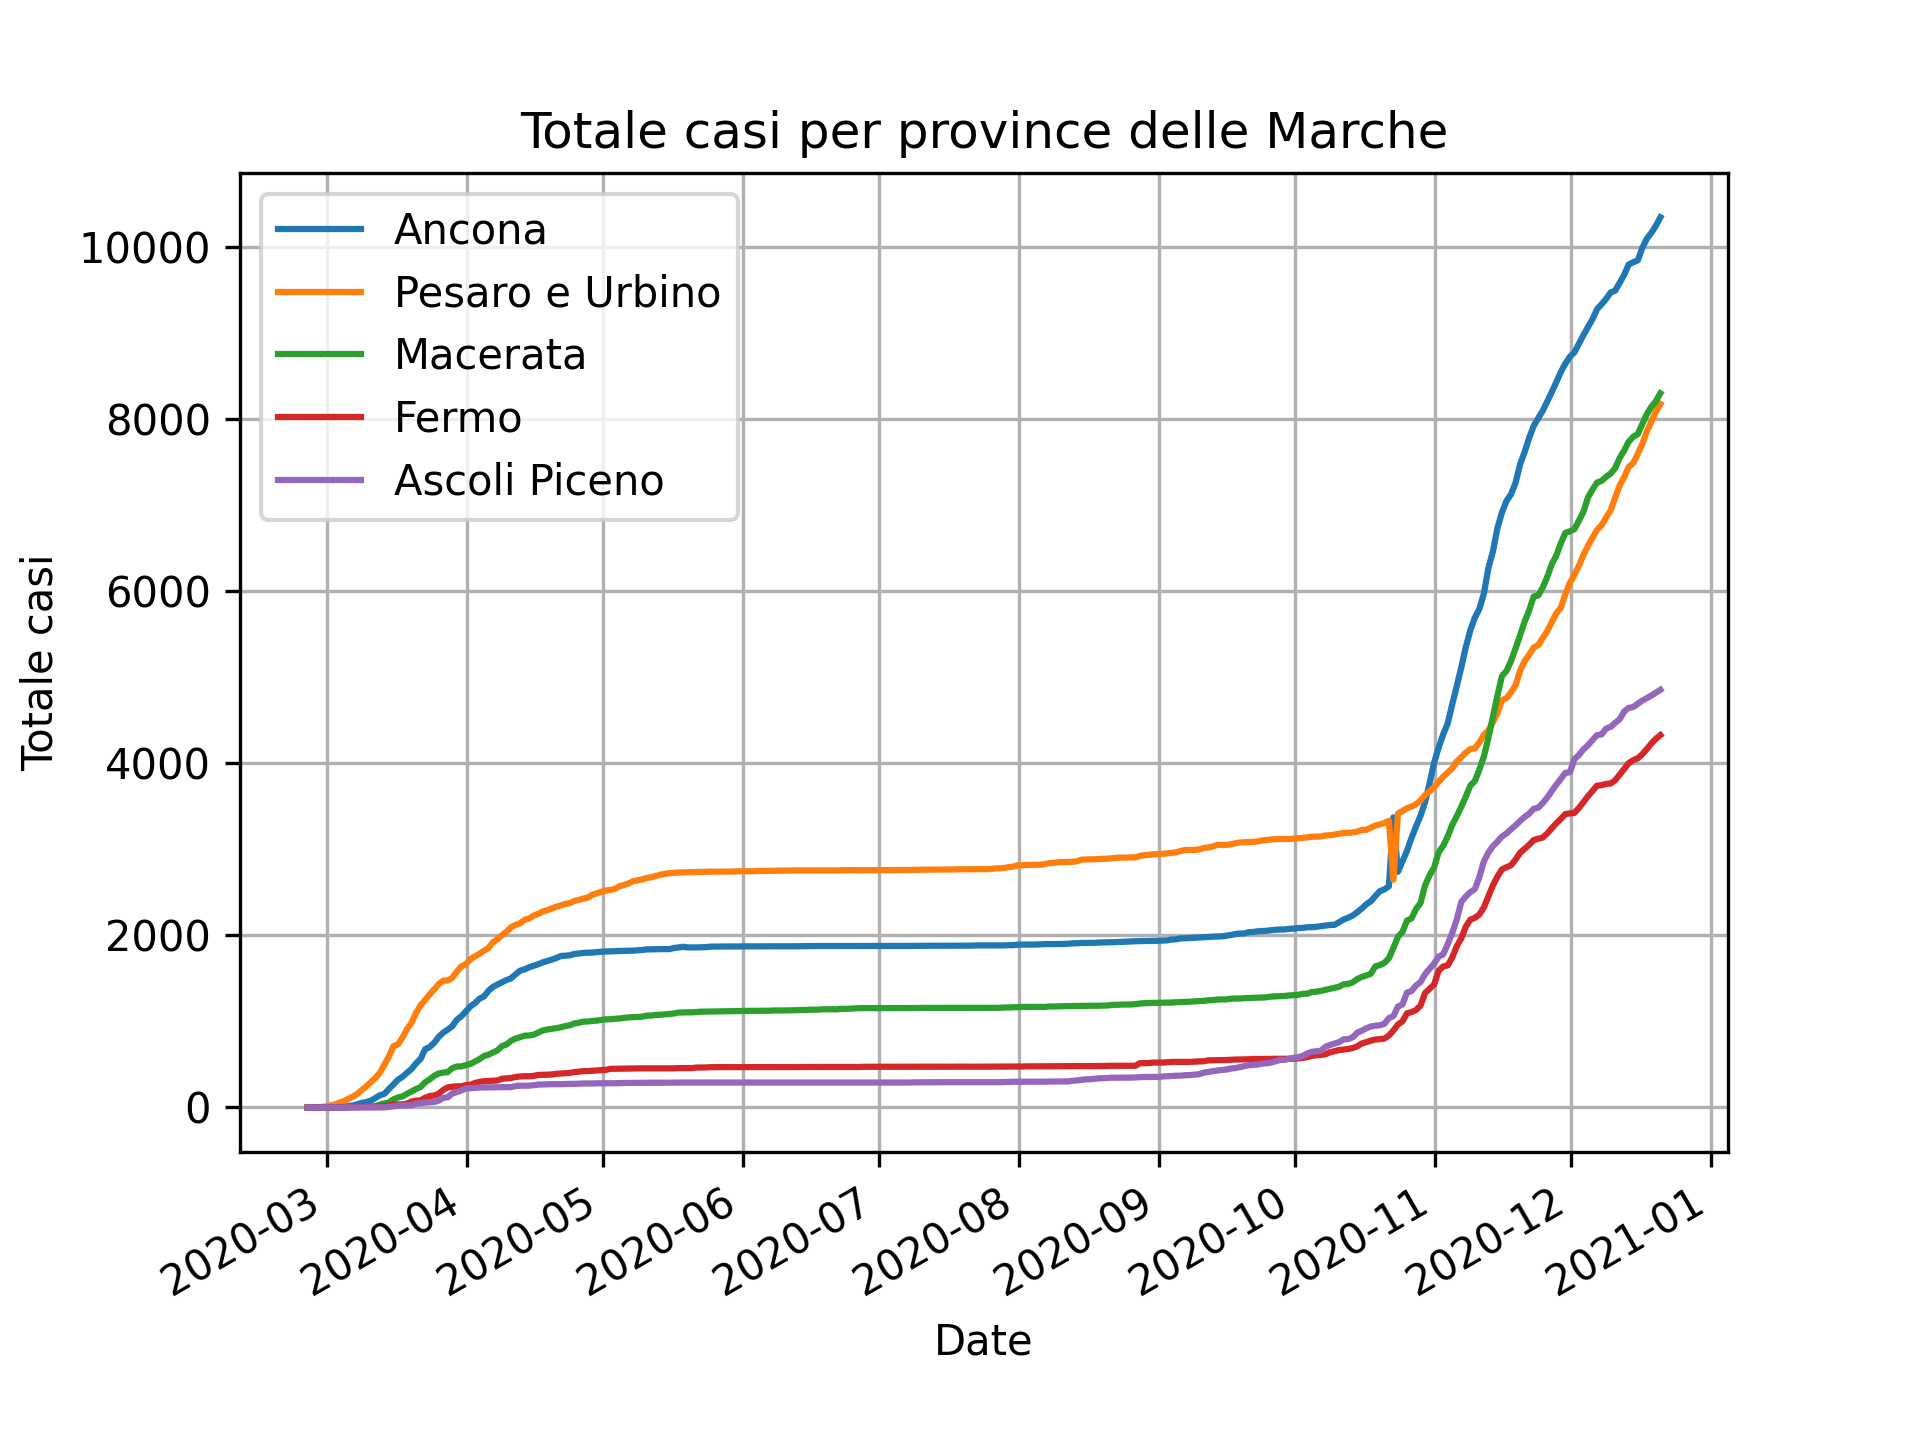 Totale casi per province delle Marche
Ancona
Pesaro e Urbino
Macerata
Fermo
Ascoli Piceno
Totale casi
10000
8000
6000
4000
2000
0
2020-03
2020-04
2020-05
2020-06
2020-07
2020-08
2020-09
2020-10
2020-11
2020-12
2021-01
Date